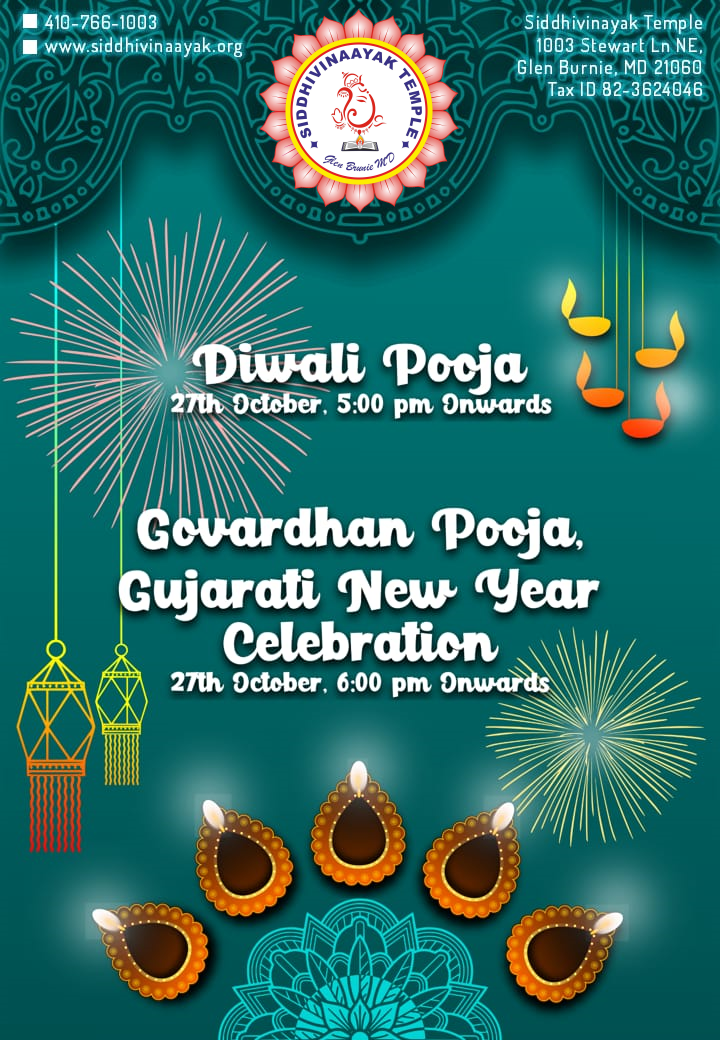 410-766-1003
www.siddhivinaayak.org
Siddhivinayak Temple
1003 Stewart Ln NE,
Glen Burnie, MD 21060
Tax ID 82-3624046
SIDDHIVINAAYAK TEMPLE
Glen Brunie MD
Diwali Pooja
27th October, 5:00 pm Onwards
Govardhan Pooja,
Gujarati New Year
Celebration
27th October, 6:00 pm Onwards